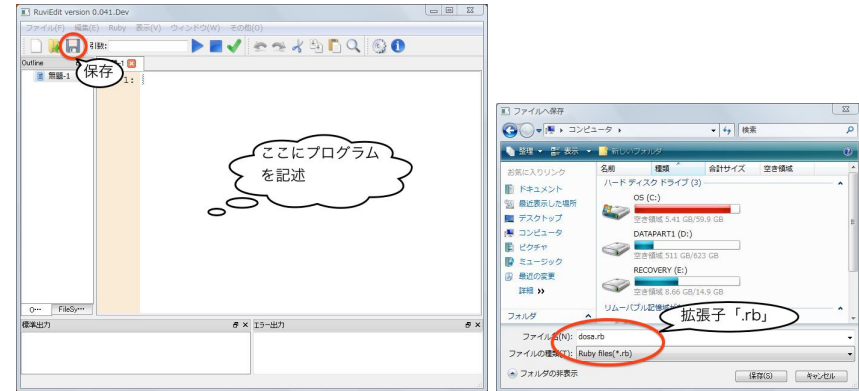 RuviEdit version 0.041.Dev
ファイル(F) 編集(E) Ruby 表示(V) ウィンドウ(W) その他(O)
引数:
Outline
無題-1
保存
1:
ここにプログラム
を記述
O… FileSy…
標準出力
エラー出力
ファイルへ保存
コンピュータ
検索
整理 表示 新しいフォルダ
お気に入りリンク
ドキュメント
最近表示した場所
デスクトップ
コンピュータ
ピクチャ
ミュージック
最近の変更
詳細
フォルダ
名前 種類 合計サイズ 空き領域
ハード ディスク ドライブ (3)
OS (C:)
空き領域 5.41 GB/59.9 GB
DATAPART1 (D:)
空き領域 511 GB/623 GB
RECOVERY (E:)
空き領域 8.66 GB/14.9 GB
拡張子「.rb」
ファイル名(N): dosa.rb
ファイルの種類(T): Ruby files(*.rb)
フォルダの非表示
保存(S) キャンセル